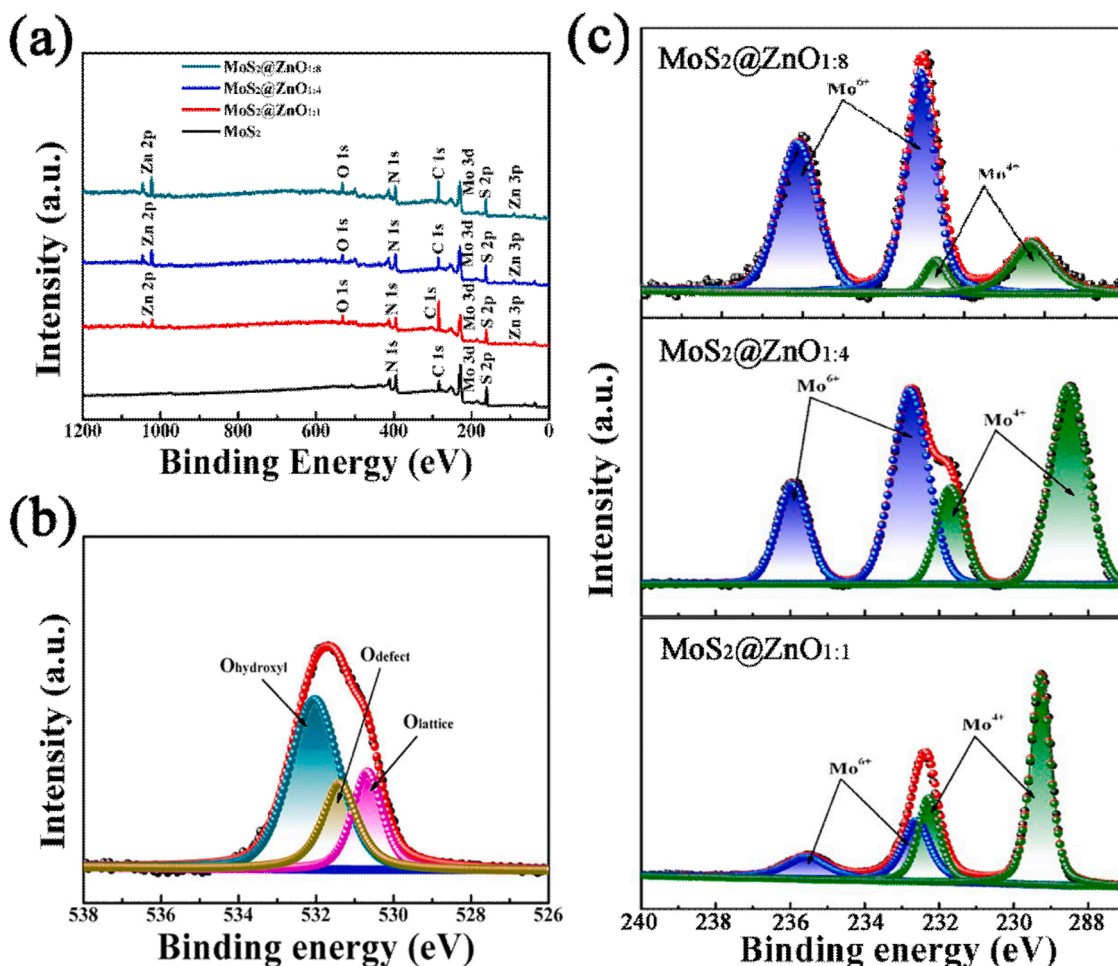 (a)
MoS₂@ZnO1:8
MoS₂@ZnO1:4
MoS₂@ZnO1:1
MoS₂
Zn 2p
O 1s
N 1s
C 1s
Mo 3d
S 2p
Zn 3p
Zn 2p
O 1s
N 1s
C 1s
Mo 3d
S 2p
Zn 3p
Zn 2p
O 1s
N 1s
C 1s
Mo 3d
S 2p
Zn 3p
N 1s
C 1s
Mo 3d
S 2p
Intensity (a.u.)
1200 1000 800 600 400 200 0
Binding Energy (eV)
(b)
Ohydroxyl
Odefect
Olattice
Intensity (a.u.)
538 534 532 530 526
Binding energy (eV)
(c)
MoS₂@ZnO1:8
Mo⁶⁺
Mo⁴⁺
MoS₂@ZnO1:4
Mo⁶⁺
Mo⁴⁺
MoS₂@ZnO1:1
Mo⁶⁺
Mo⁴⁺
Intensity (a.u.)
240 236 232 230 288
Binding energy (eV)